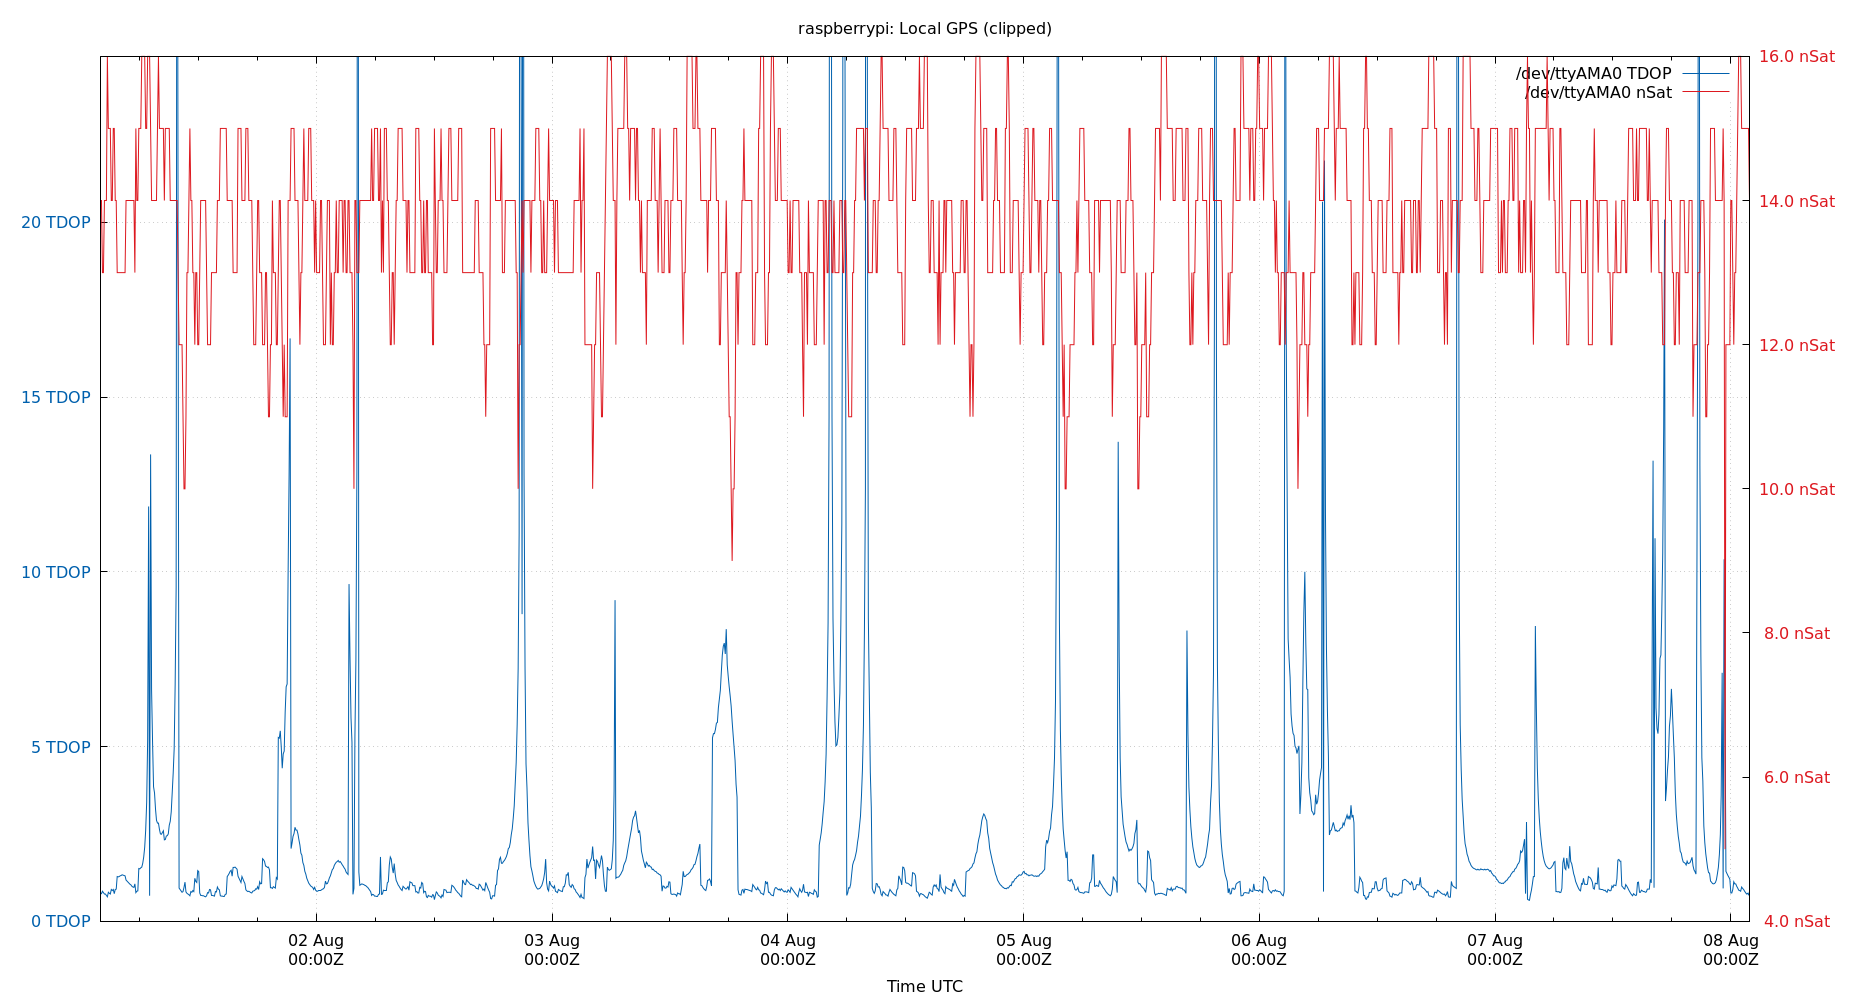 raspberrypi: Local GPS (clipped)
16.0 nSat
/dev/ttyAMA0 TDOP
/dev/ttyAMA0 nSat
14.0 nSat
20 TDOP
12.0 nSat
15 TDOP
10.0 nSat
10 TDOP
8.0 nSat
5 TDOP
6.0 nSat
0 TDOP
4.0 nSat
02 Aug 03 Aug 04 Aug 05 Aug 06 Aug 07 Aug 08 Aug
00:00Z 00:00Z 00:00Z 00:00Z 00:00Z 00:00Z 00:00Z
Time UTC